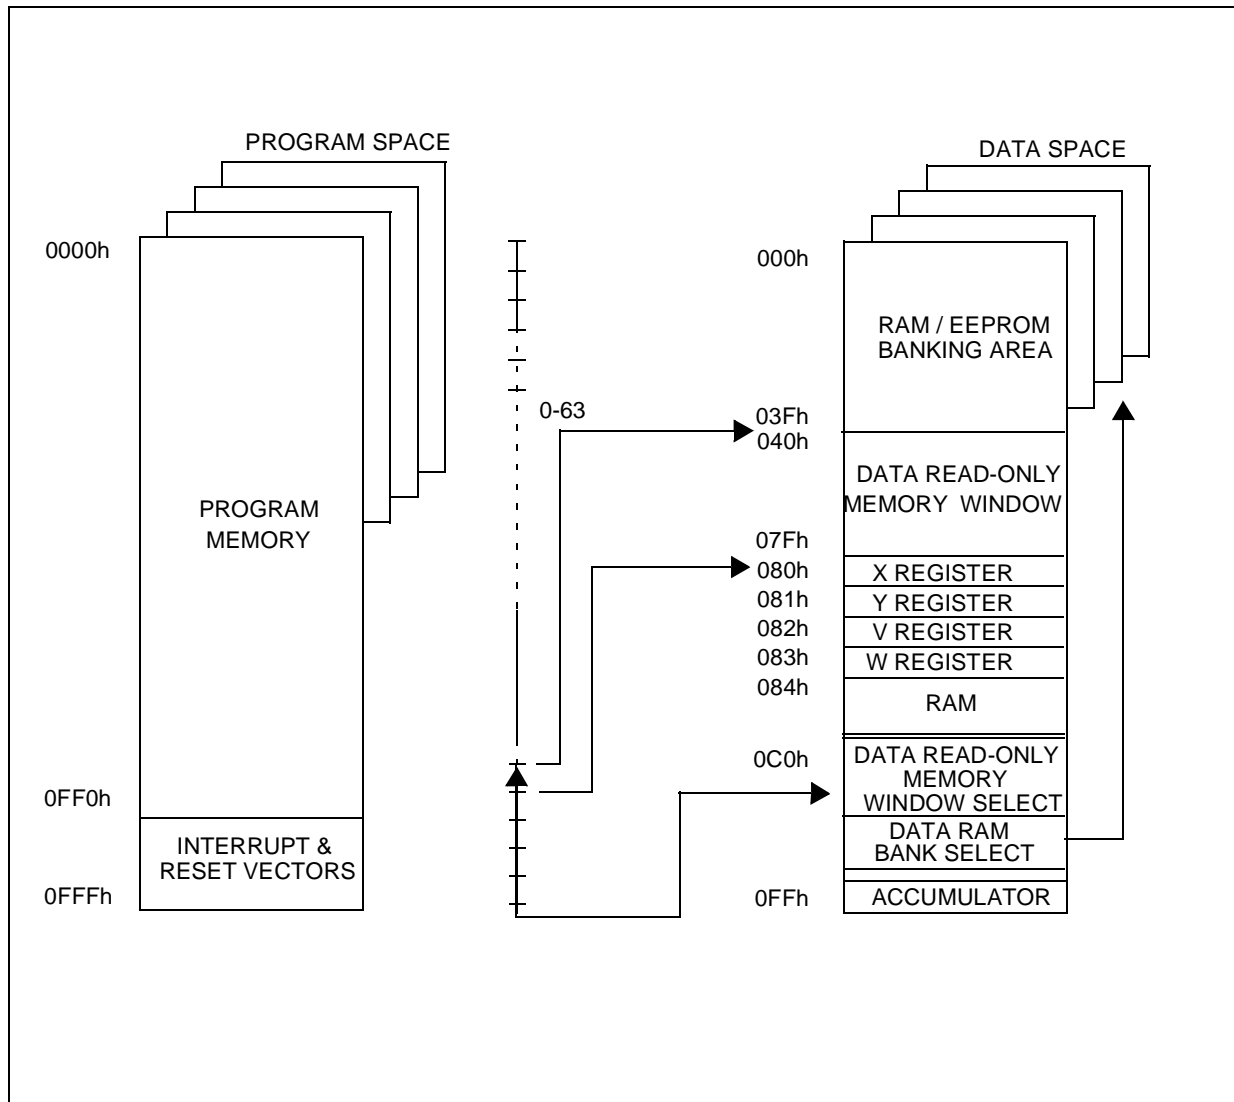 PROGRAM SPACE
0000h
PROGRAM
MEMORY
0FF0h
INTERRUPT &
RESET VECTORS
0FFFh
0-63
DATA SPACE
000h
RAM / EEPROM
BANKING AREA
03Fh
040h
DATA READ-ONLY
MEMORY WINDOW
07Fh
080h
X REGISTER
081h
Y REGISTER
082h
V REGISTER
083h
W REGISTER
084h
RAM
0C0h
DATA READ-ONLY
MEMORY
WINDOW SELECT
DATA RAM
BANK SELECT
0FFh
ACCUMULATOR